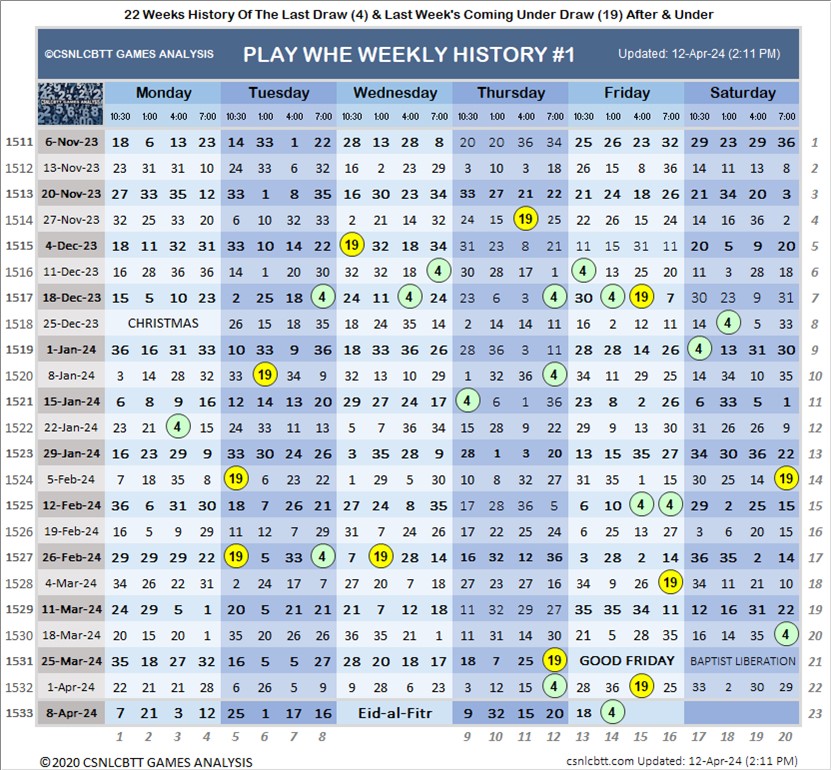 22 Weeks History Of The Last Draw (4) & Last Week's Coming Under Draw (19) After & Under
©CSNLCBTT GAMES ANALYSIS PLAY WHE WEEKLY HISTORY #1 Updated: 12-Apr-24 (2:11 PM)
Monday Tuesday Wednesday Thursday Friday Saturday
10:30 1:00 4:00 7:00 10:30 1:00 4:00 7:00 10:30 1:00 4:00 7:00 10:30 1:00 4:00 7:00 10:30 1:00 4:00 7:00 10:30 1:00 4:00 7:00
1511 6-Nov-23 18 6 13 23 14 33 1 22 28 13 28 8 20 20 36 34 25 26 23 32 29 23 29 36 1
1512 13-Nov-23 23 31 31 10 24 33 6 32 16 2 23 29 3 10 3 18 26 15 8 36 14 11 13 8 2
1513 20-Nov-23 27 33 35 12 33 1 8 35 16 30 23 34 33 27 21 22 21 24 18 26 21 34 20 3 3
1514 27-Nov-23 32 25 33 20 6 10 32 33 2 21 14 32 24 15 19 25 22 26 15 24 14 16 36 2 4
1515 4-Dec-23 18 11 32 31 33 10 14 22 19 32 18 34 31 23 8 21 11 15 31 11 20 5 9 20 5
1516 11-Dec-23 16 28 36 36 14 1 20 30 32 32 18 4 30 28 17 1 4 13 25 20 11 3 28 18 6
1517 18-Dec-23 15 5 10 23 2 25 18 4 24 11 4 24 23 6 3 4 30 4 19 7 30 23 9 31 7
1518 25-Dec-23 CHRISTMAS 26 15 18 35 18 24 35 14 2 14 14 11 16 2 12 11 14 4 5 33 8
1519 1-Jan-24 36 16 31 33 10 33 9 36 18 33 36 26 28 36 3 11 28 28 14 26 4 13 31 30 9
1520 8-Jan-24 3 14 28 32 33 19 34 9 32 13 10 29 1 32 36 4 34 11 29 25 14 34 10 35 10
1521 15-Jan-24 6 8 9 16 12 14 13 20 29 27 24 17 4 6 1 36 23 8 2 26 6 33 5 1 11
1522 22-Jan-24 23 21 4 15 24 33 11 13 5 7 36 34 15 28 9 22 29 9 13 30 31 26 26 9 12
1523 29-Jan-24 16 23 29 9 33 30 24 26 3 35 28 9 28 1 3 20 13 15 35 27 34 30 36 22 13
1524 5-Feb-24 7 18 35 8 19 6 23 22 1 29 5 30 10 8 32 27 31 35 1 15 30 25 14 19 14
1525 12-Feb-24 36 6 31 30 18 7 26 21 27 24 8 35 17 28 36 5 6 10 4 4 29 2 25 15 15
1526 19-Feb-24 16 5 9 29 11 12 7 29 31 7 24 26 17 22 25 24 6 25 13 27 3 6 20 15 16
1527 26-Feb-24 29 29 29 22 19 5 33 4 7 19 28 14 16 32 12 36 3 28 2 14 36 35 2 14 17
1528 4-Mar-24 34 26 22 31 2 24 17 7 27 20 7 18 27 23 27 16 34 9 26 19 34 11 21 10 18
1529 11-Mar-24 24 29 5 1 20 5 21 21 21 7 12 18 11 32 29 27 35 35 34 11 12 16 31 22 19
1530 18-Mar-24 20 15 20 1 35 20 26 26 36 35 21 1 11 31 14 30 21 5 28 35 16 14 35 4 20
1531 25-Mar-24 35 18 27 32 16 5 5 27 28 20 18 17 18 7 25 19 GOOD FRIDAY BAPTIST LIBERATION 21
1532 1-Apr-24 22 21 21 28 6 26 5 9 9 28 6 23 3 12 15 4 28 36 19 22 33 2 30 29 22
1533 8-Apr-24 7 21 3 12 25 1 17 16 Eid-al-Fitr 9 32 15 20 18 4 23
1 2 3 4 5 6 7 8 9 10 11 12 13 14 15 16 17 18 19 20
©2020 CSNLCBTT GAMES ANALYSIS csnlcbtt.com Updated: 12-Apr-24 (2:11 PM)